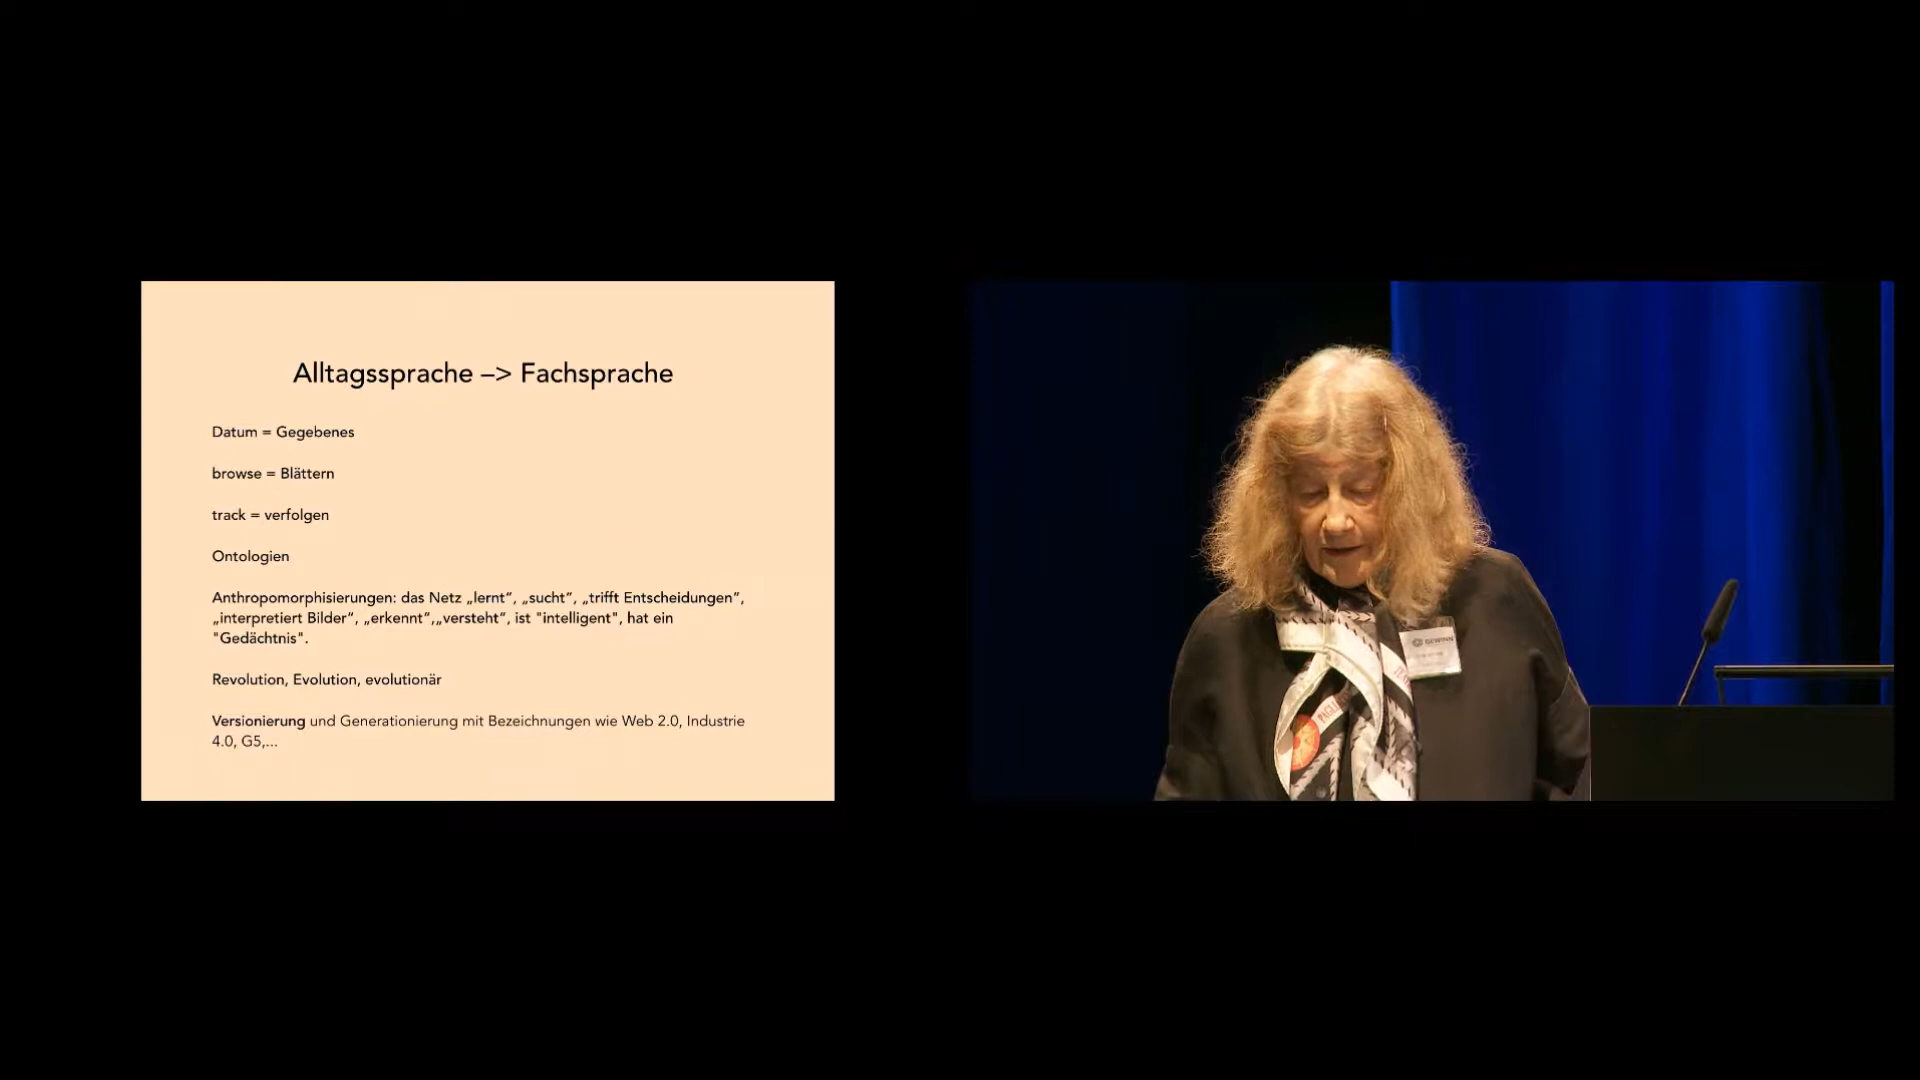 Alltagssprache –> Fachsprache
Datum = Gegebenes
browse = Blättern
track = verfolgen
Ontologien
Anthropomorphisierungen: das Netz „lernt“, „sucht“, „trifft Entscheidungen“,
„interpretiert Bilder“, „erkennt“,„versteht“, ist "intelligent", hat ein
"Gedächtnis".
Revolution, Evolution, evolutionär
Versionierung und Generationierung mit Bezeichnungen wie Web 2.0, Industrie
4.0, G5,...
GEWINN